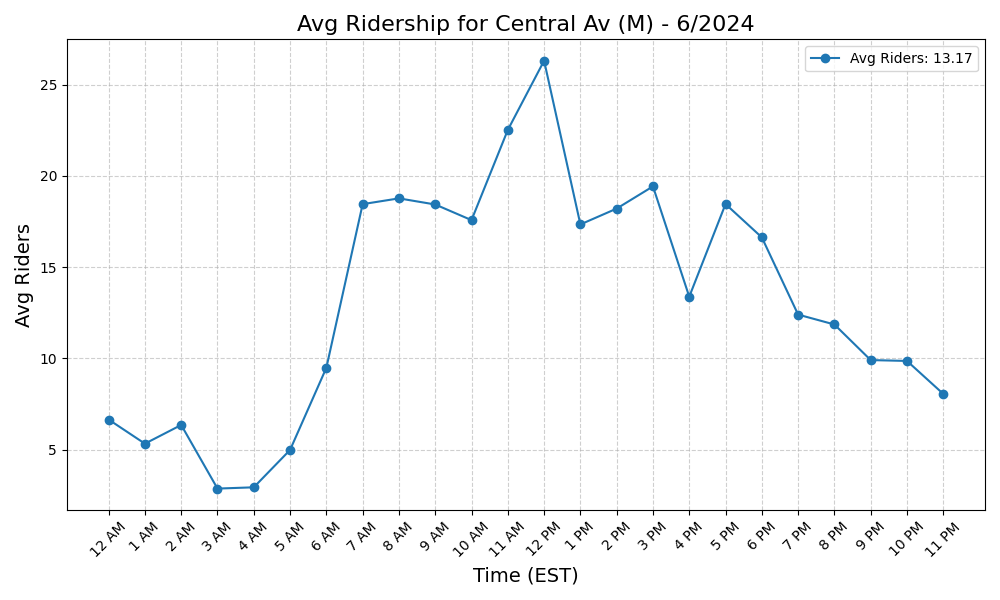 Avg Ridership for Central Av (M) - 6/2024
Avg Riders: 13.17
Avg Riders
25
20
15
10
5
12 AM
1 AM
2 AM
3 AM
4 AM
5 AM
6 AM
7 AM
8 AM
9 AM
10 AM
11 AM
12 PM
1 PM
2 PM
3 PM
4 PM
5 PM
6 PM
7 PM
8 PM
9 PM
10 PM
11 PM
Time (EST)